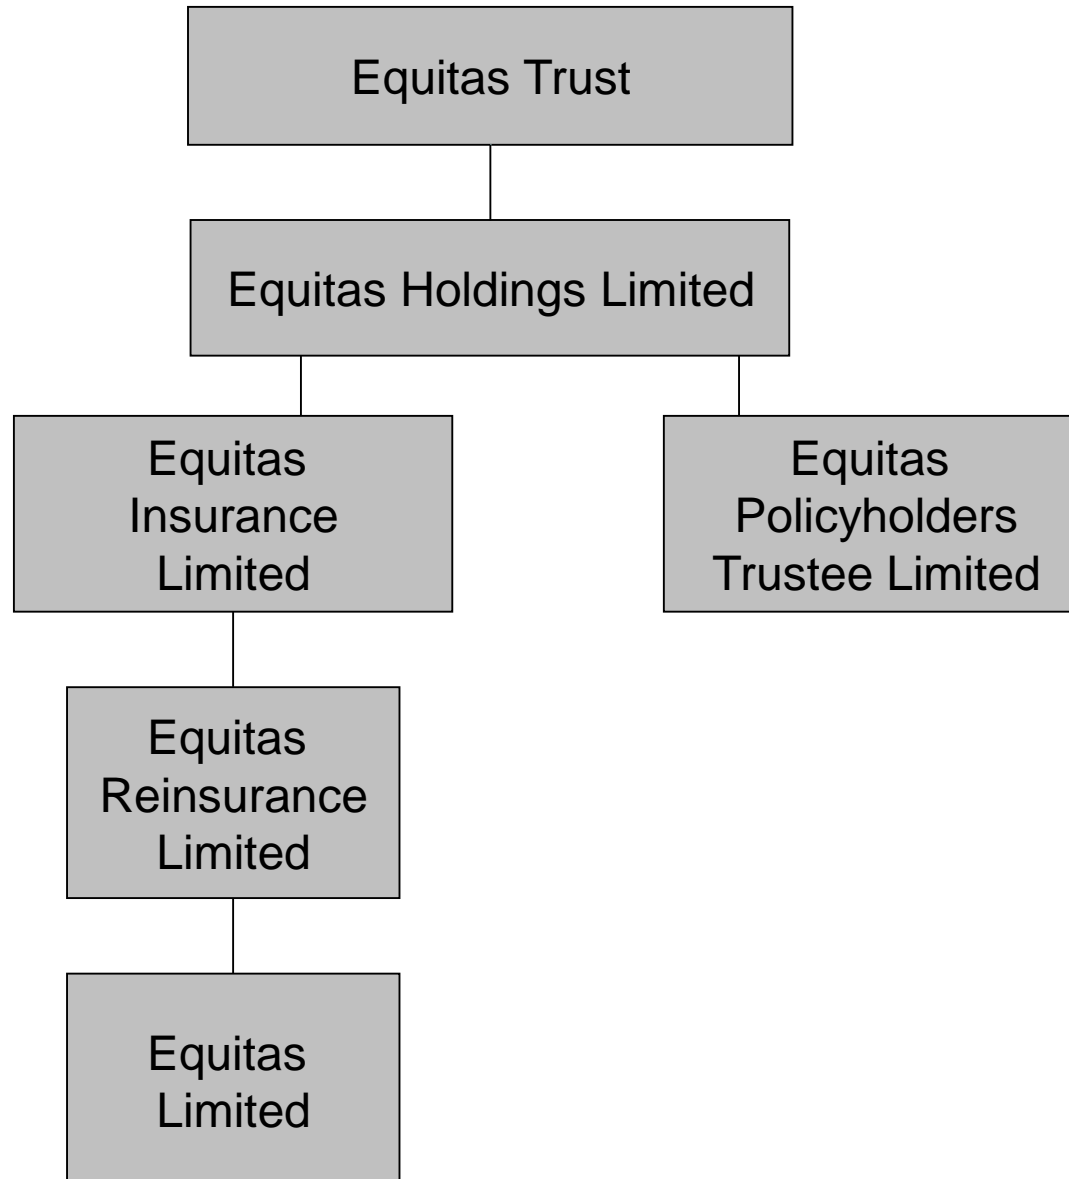 Equitas Trust
Equitas Holdings Limited
Equitas
Insurance
Limited
Equitas
Policyholders
Trustee Limited
Equitas
Reinsurance
Limited
Equitas
Limited